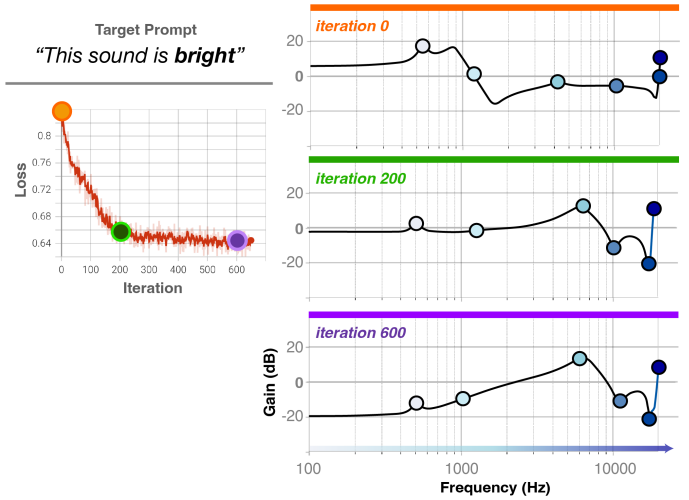 Target Prompt
“This sound is bright”
Loss
0.8
0.76
0.72
0.68
0.64
0 100 200 300 400 500 600
Iteration
iteration 0
20
0
-20
iteration 200
20
0
-20
iteration 600
20
0
-20
Gain (dB)
100 1000 10000
Frequency (Hz)